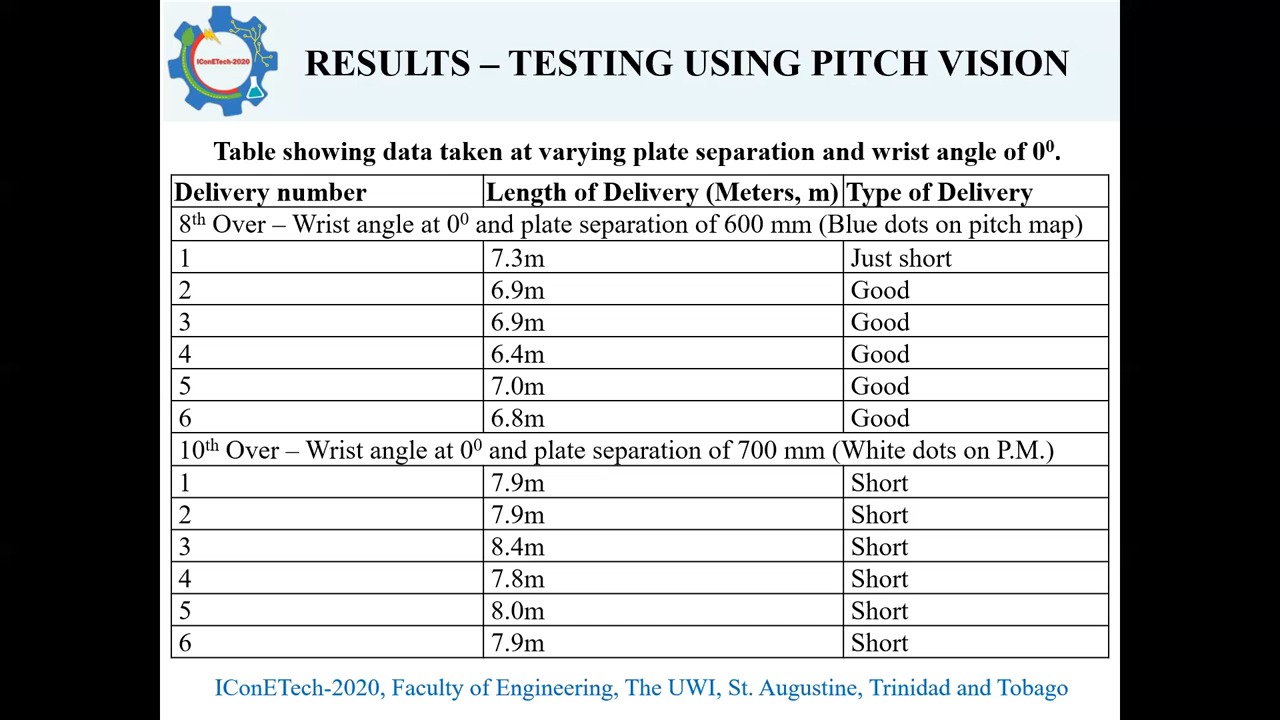 IConETech-2020
RESULTS – TESTING USING PITCH VISION
Table showing data taken at varying plate separation and wrist angle of 0⁰.
Delivery number Length of Delivery (Meters, m) Type of Delivery
8th Over – Wrist angle at 0⁰ and plate separation of 600 mm (Blue dots on pitch map)
1 7.3m Just short
2 6.9m Good
3 6.9m Good
4 6.4m Good
5 7.0m Good
6 6.8m Good
10th Over – Wrist angle at 0⁰ and plate separation of 700 mm (White dots on P.M.)
1 7.9m Short
2 7.9m Short
3 8.4m Short
4 7.8m Short
5 8.0m Short
6 7.9m Short
IConETech-2020, Faculty of Engineering, The UWI, St. Augustine, Trinidad and Tobago